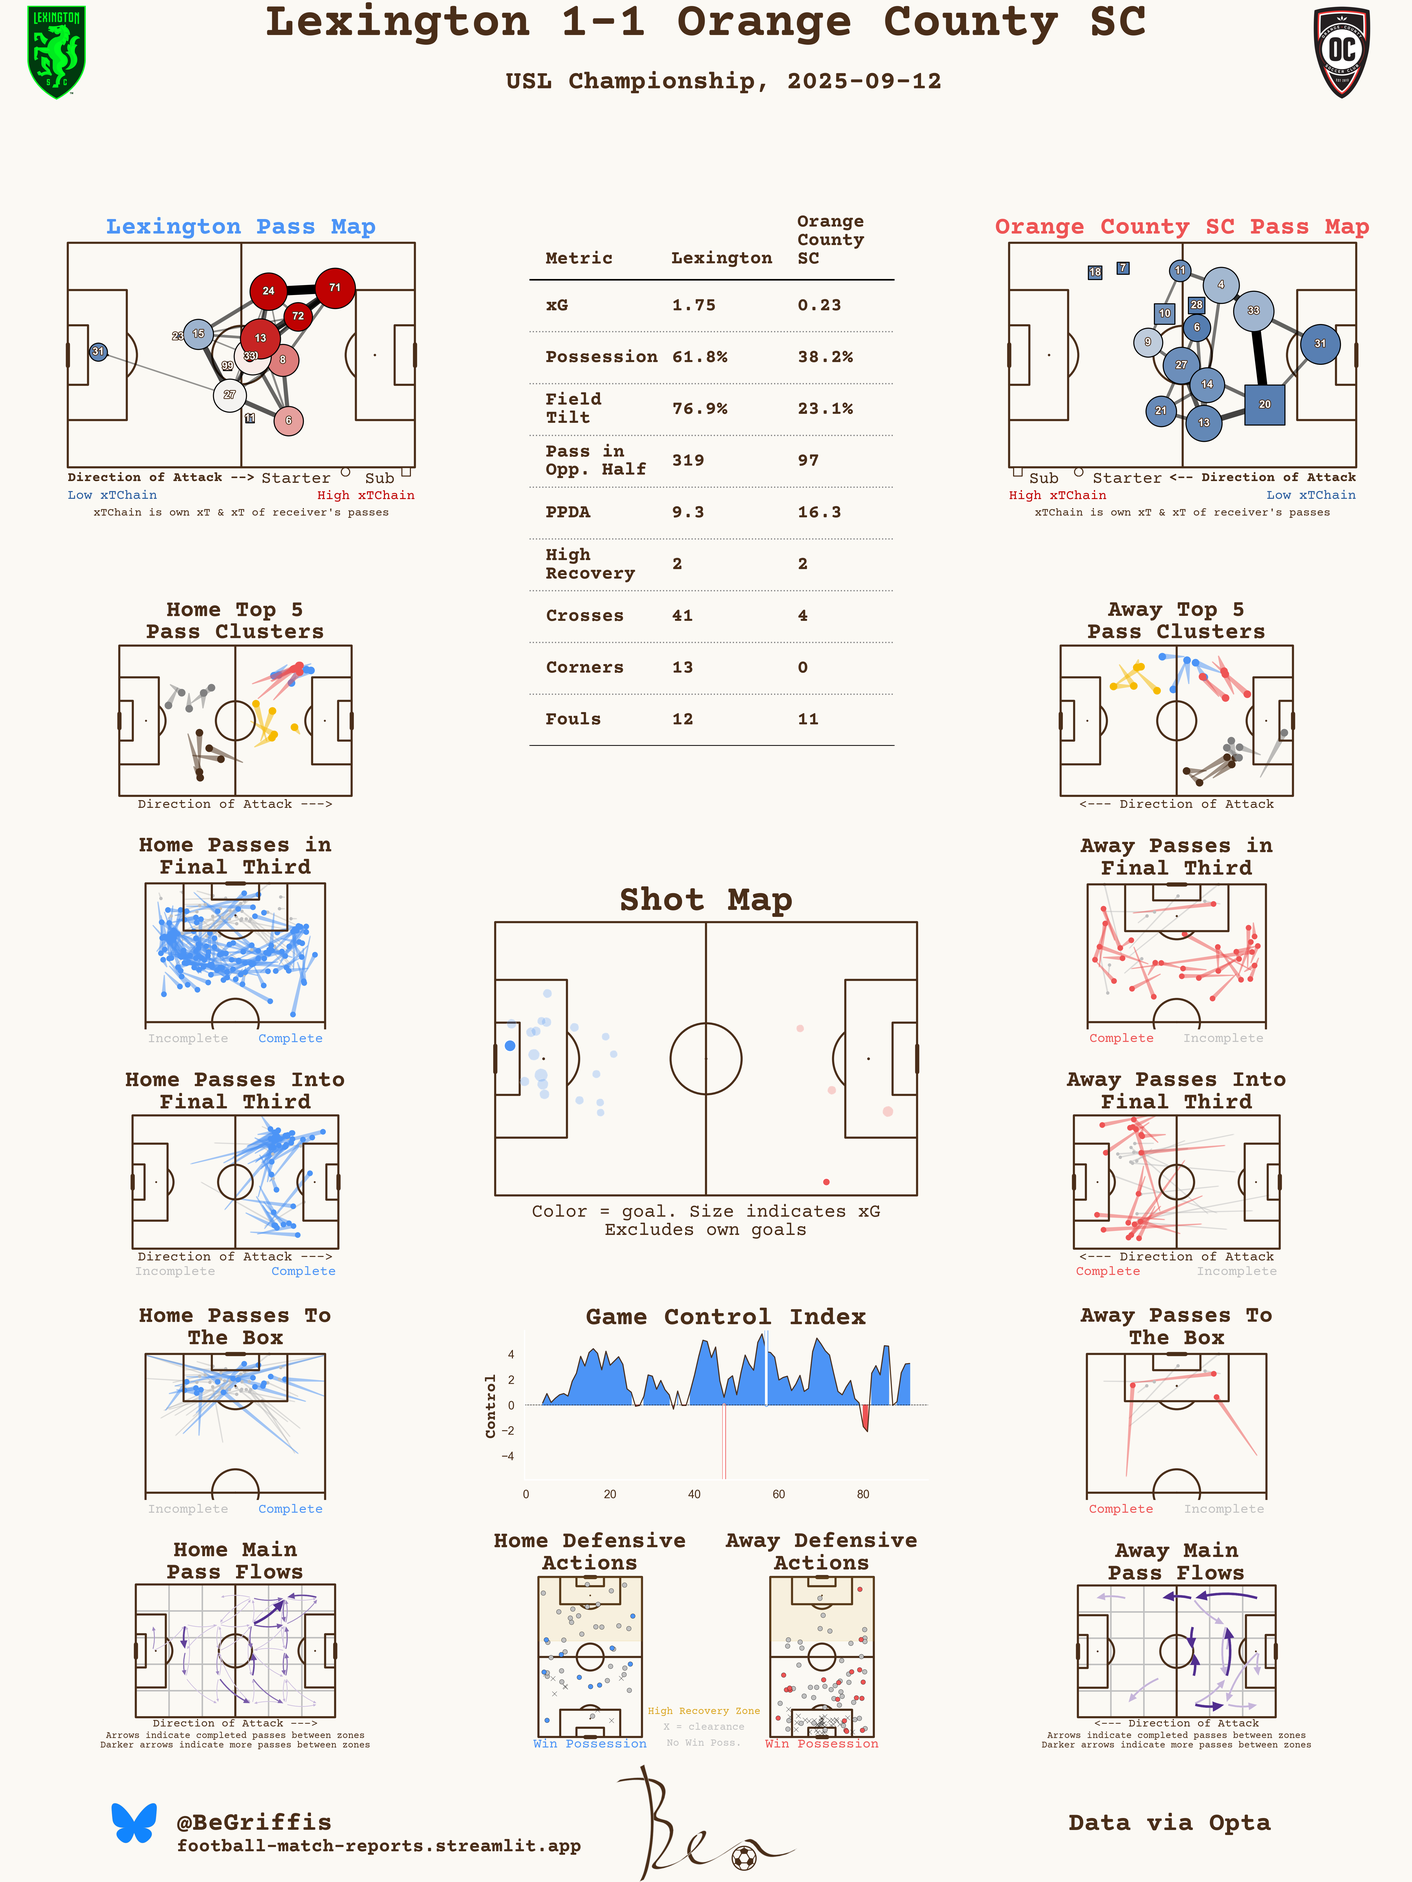 Lexington 1-1 Orange County SC
USL Championship, 2025-09-12
LEXINGTON
SC
ORANGE COUNTY
OC
SOCCER CLUB
Lexington Pass Map
24
71
72
13
15
23
8
99
31
27
11
6
Direction of Attack --> Starter Sub
Low xTChain High xTChain
xTChain is own xT & xT of receiver's passes
Metric Lexington Orange County SC
xG 1.75 0.23
Possession 61.8% 38.2%
Field Tilt 76.9% 23.1%
Pass in Opp. Half 319 97
PPDA 9.3 16.3
High Recovery 2 2
Crosses 41 4
Corners 13 0
Fouls 12 11
Orange County SC Pass Map
18
7
11
4
28
10
33
6
9
31
27
14
20
21
13
Sub Starter <-- Direction of Attack
High xTChain Low xTChain
xTChain is own xT & xT of receiver's passes
Home Top 5
Pass Clusters
Direction of Attack --->
Away Top 5
Pass Clusters
<--- Direction of Attack
Home Passes in
Final Third
Incomplete Complete
Away Passes in
Final Third
Complete Incomplete
Shot Map
Color = goal. Size indicates xG
Excludes own goals
Home Passes Into
Final Third
Direction of Attack --->
Incomplete Complete
Away Passes Into
Final Third
<--- Direction of Attack
Complete Incomplete
Home Passes To
The Box
Incomplete Complete
Game Control Index
Control
4
2
0
−2
−4
0 20 40 60 80
Away Passes To
The Box
Complete Incomplete
Home Main
Pass Flows
Direction of Attack --->
Arrows indicate completed passes between zones
Darker arrows indicate more passes between zones
Home Defensive
Actions
Win Possession
High Recovery Zone
X = clearance
No Win Poss.
Away Defensive
Actions
Win Possession
Away Main
Pass Flows
<--- Direction of Attack
Arrows indicate completed passes between zones
Darker arrows indicate more passes between zones
@BeGriffis
football-match-reports.streamlit.app
Ben
Data via Opta